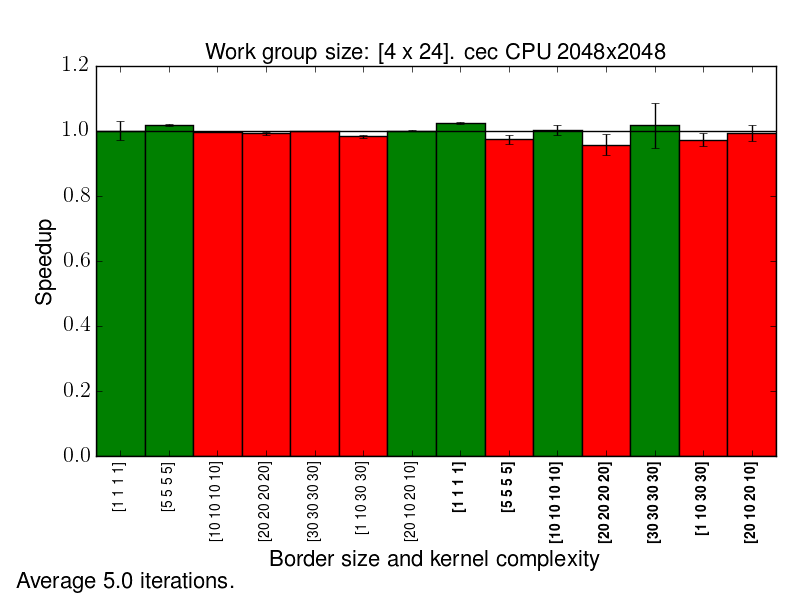 Work group size: [4 x 24]. cec CPU 2048x2048
1.2
1.0
0.8
0.6
0.4
0.2
0.0
Speedup
[1 1 1 1]
[5 5 5 5]
[10 10 10 10]
[20 20 20 20]
[30 30 30 30]
[1 10 30 30]
[20 10 20 10]
[1 1 1 1]
[5 5 5 5]
[10 10 10 10]
[20 20 20 20]
[30 30 30 30]
[1 10 30 30]
[20 10 20 10]
Border size and kernel complexity
Average 5.0 iterations.